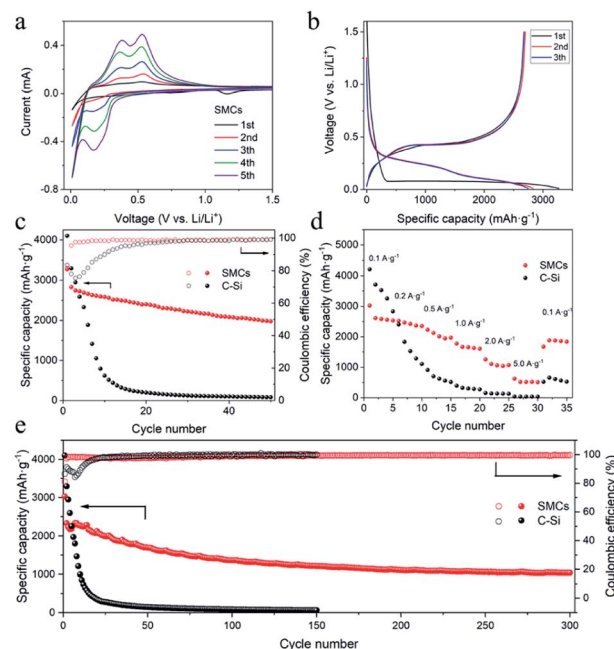 a
Current (mA)
0.4
0.0
-0.4
-0.8
0.0
0.5
1.0
1.5
Voltage (V vs. Li/Li⁺)
SMCs
1st
2nd
3th
4th
5th
b
Voltage (V vs. Li/Li⁺)
1.6
1.2
0.8
0.4
0.0
0
1000
2000
3000
Specific capacity (mAh·g⁻¹)
1st
2nd
3th
c
Specific capacity (mAh·g⁻¹)
4000
3000
2000
1000
0
0
20
40
Cycle number
SMCs
C-Si
100
80
60
40
20
0
Coulombic efficiency (%)
d
Specific capacity (mAh·g⁻¹)
5000
4000
3000
2000
1000
0
0
5
10
15
20
25
30
35
Cycle number
0.1 A·g⁻¹
0.2 A·g⁻¹
0.5 A·g⁻¹
1.0 A·g⁻¹
2.0 A·g⁻¹
5.0 A·g⁻¹
0.1 A·g⁻¹
SMCs
C-Si
e
Specific capacity (mAh·g⁻¹)
4000
3000
2000
1000
0
0
50
100
150
200
250
300
Cycle number
SMCs
C-Si
100
80
60
40
20
0
Coulombic efficiency (%)